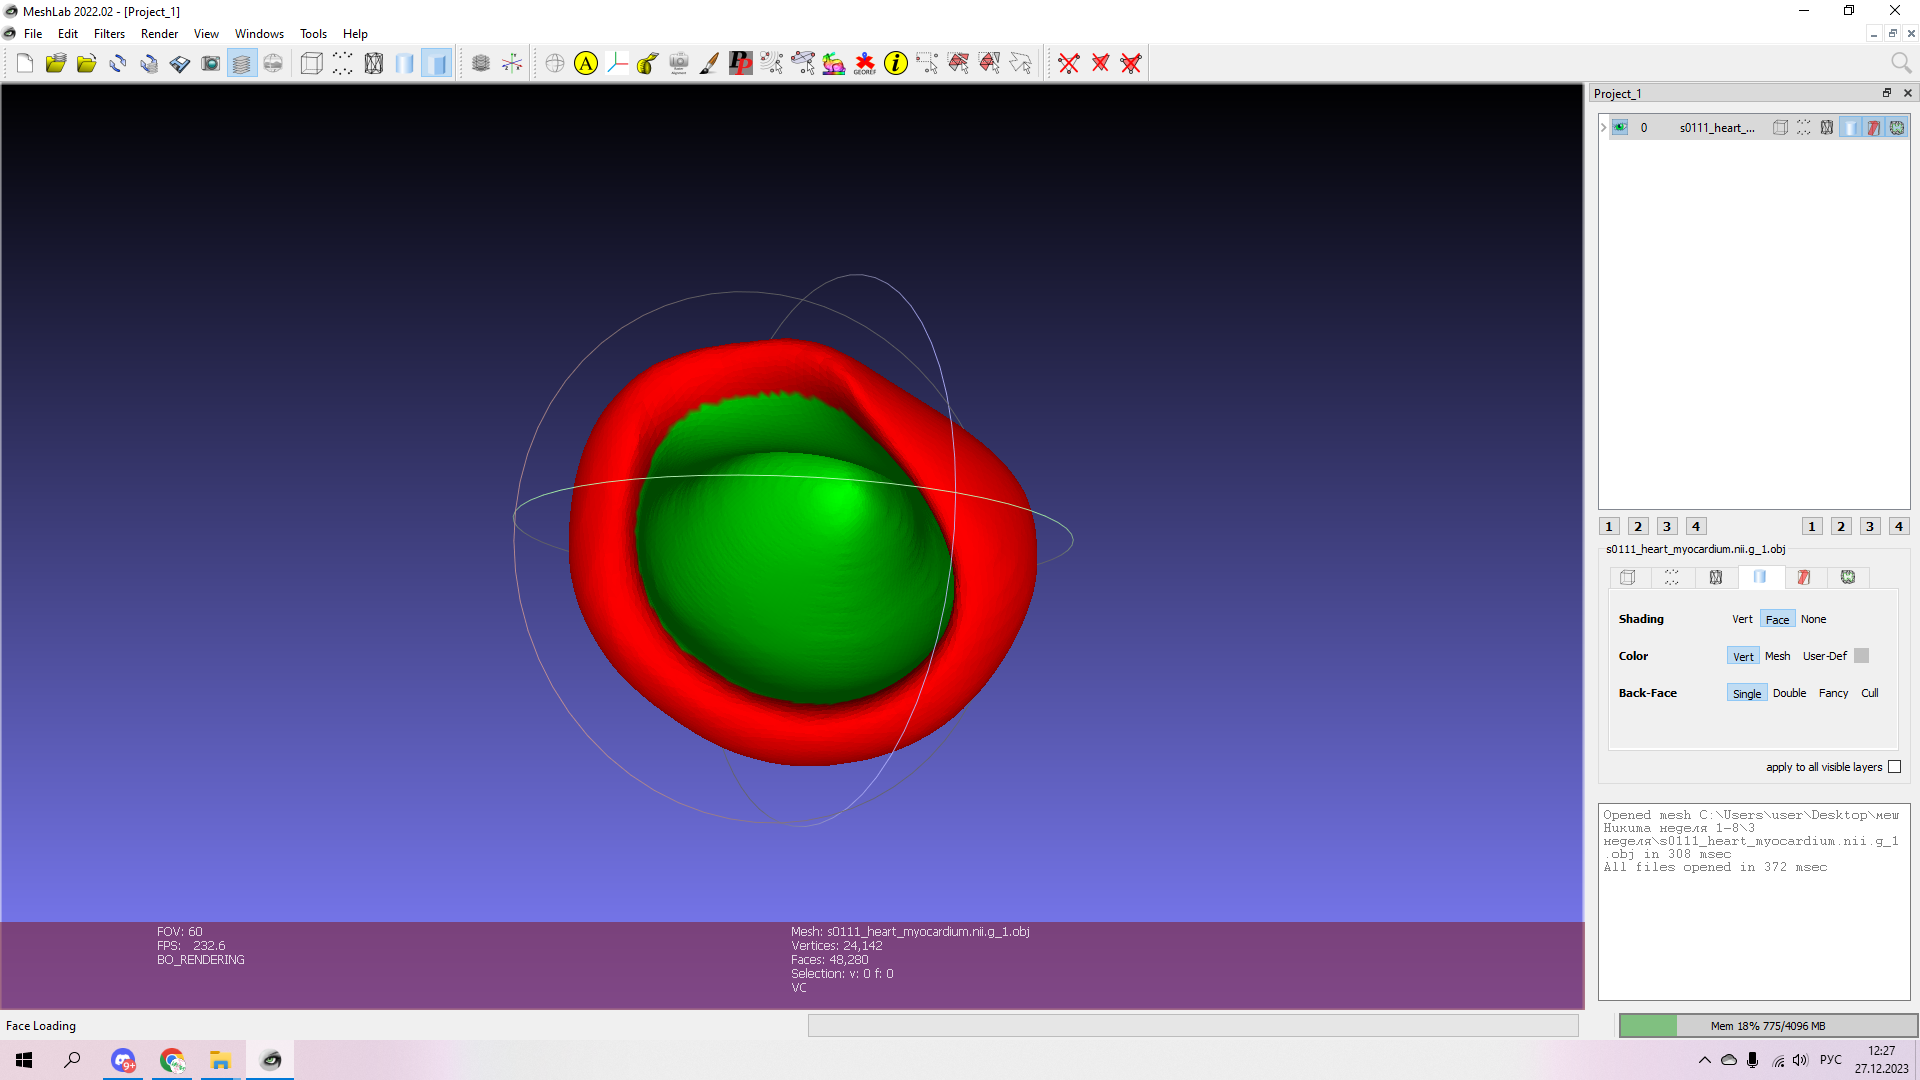 MeshLab 2022.02 - [Project_1]
File Edit Filters Render View Windows Tools Help
A
PP
GEOREF
i
Project_1
0 s0111_heart_...
1 2 3 4 1 2 3 4
s0111_heart_myocardium.nii.g_1.obj
Shading Vert Face None
Color Vert Mesh User-Def
Back-Face Single Double Fancy Cull
apply to all visible layers
Opened mesh C:\Users\user\Desktop\меш
Никита неделя 1-8\3
неделя\s0111_heart_myocardium.nii.g_1
.obj in 308 msec
All files opened in 372 msec
FOV: 60
FPS: 232.6
BO_RENDERING
Mesh: s0111_heart_myocardium.nii.g_1.obj
Vertices: 24,142
Faces: 48,280
Selection: v: 0 f: 0
VC
Face Loading
Mem 18% 775/4096 MB
9+
РУС
12:27
27.12.2023